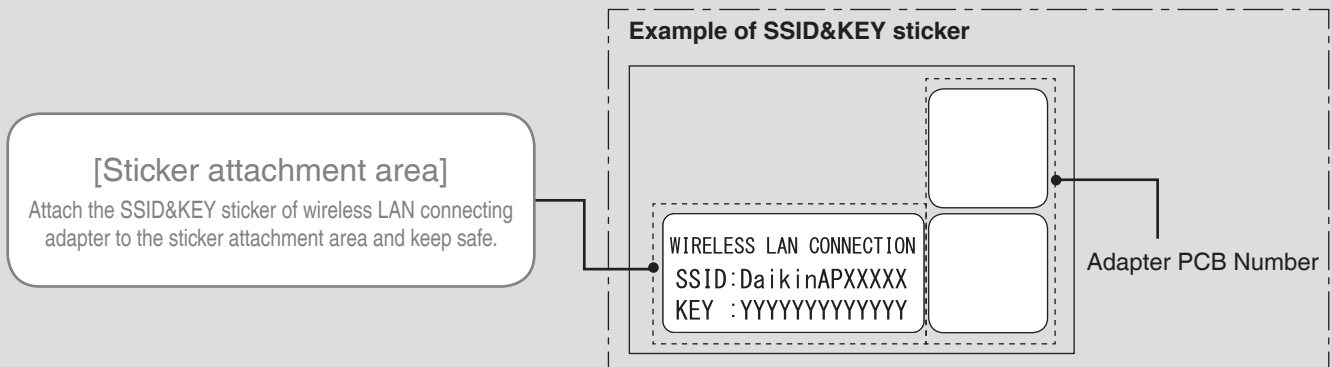 Example of SSID&KEY sticker
[Sticker attachment area]
Attach the SSID&KEY sticker of wireless LAN connecting
adapter to the sticker attachment area and keep safe.
WIRELESS LAN CONNECTION
SSID:DaikinAPXXXXX
KEY :YYYYYYYYYYYYY
Adapter PCB Number